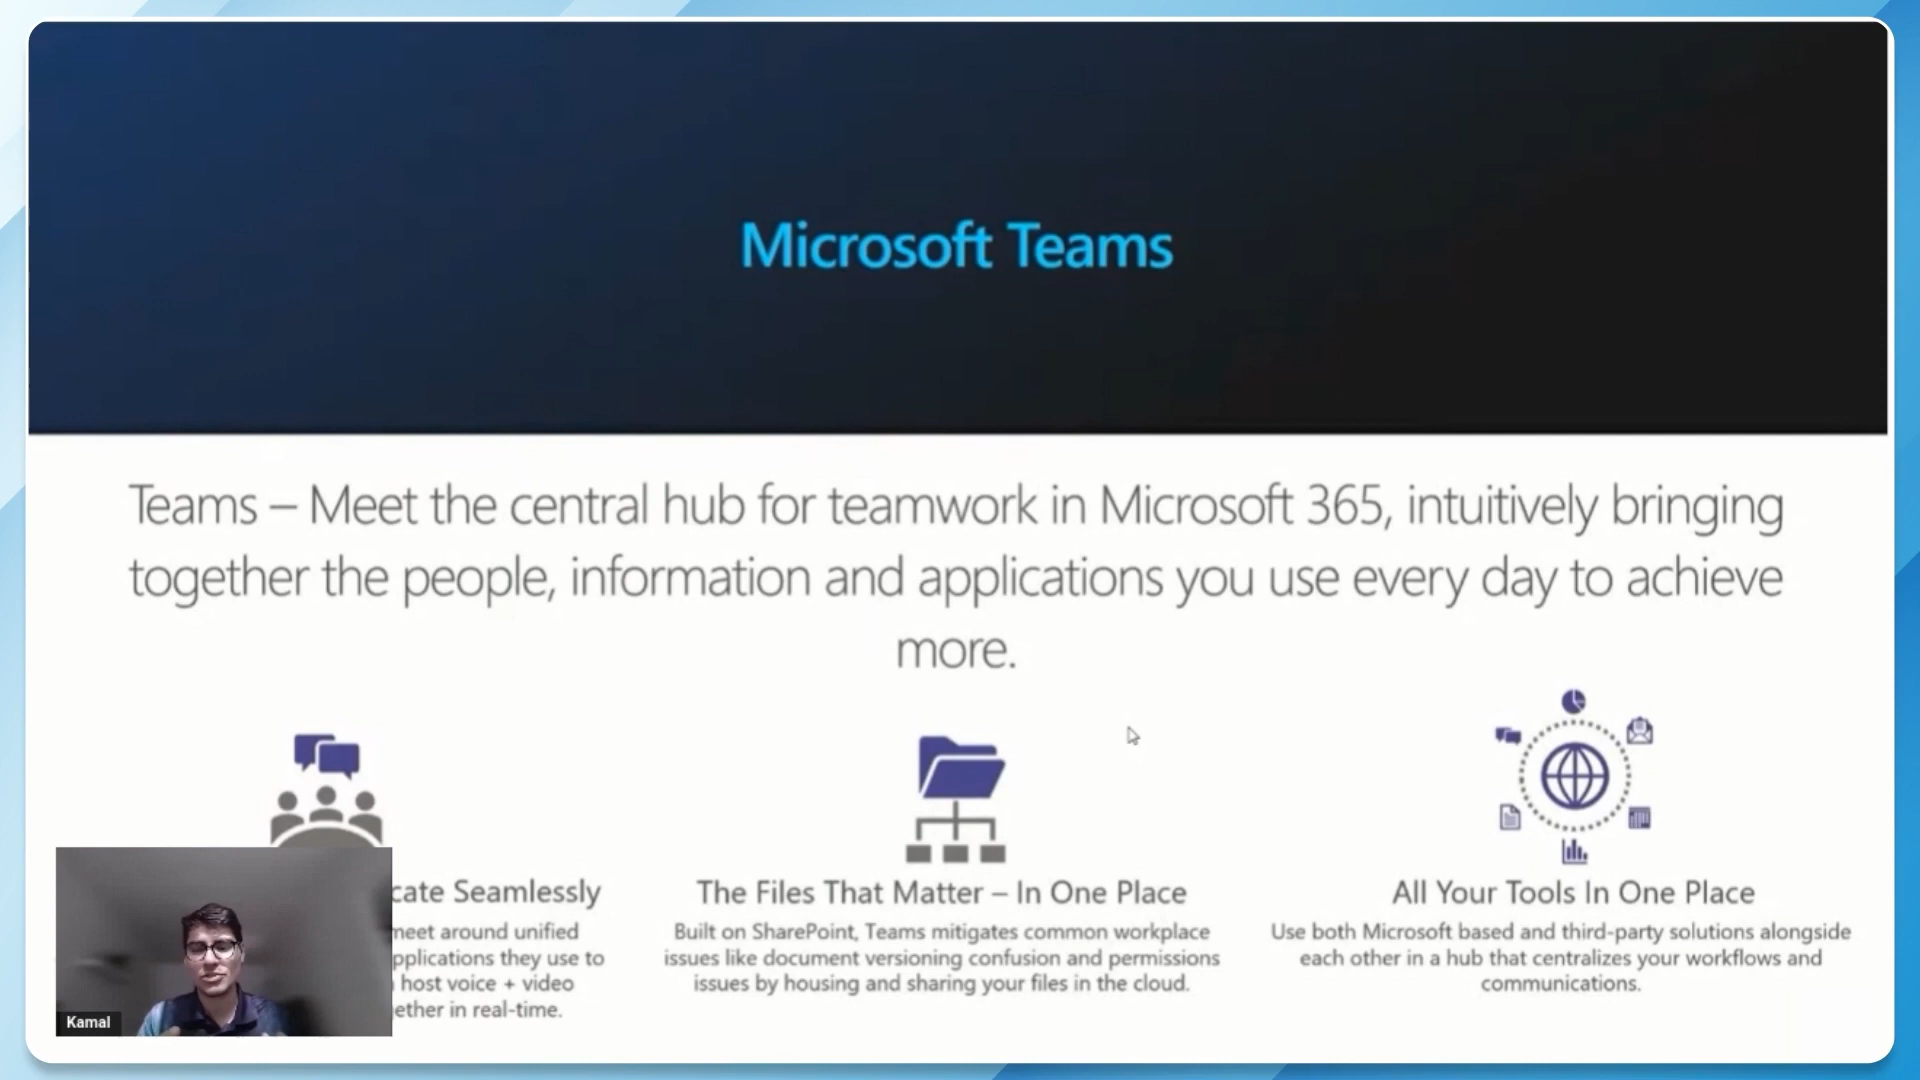 Microsoft Teams
Teams – Meet the central hub for teamwork in Microsoft 365, intuitively bringing
together the people, information and applications you use every day to achieve
more.
cate Seamlessly
meet around unified
pplications they use to
host voice + video
ether in real-time.
The Files That Matter – In One Place
Built on SharePoint, Teams mitigates common workplace
issues like document versioning confusion and permissions
issues by housing and sharing your files in the cloud.
All Your Tools In One Place
Use both Microsoft based and third-party solutions alongside
each other in a hub that centralizes your workflows and
communications.
Kamal